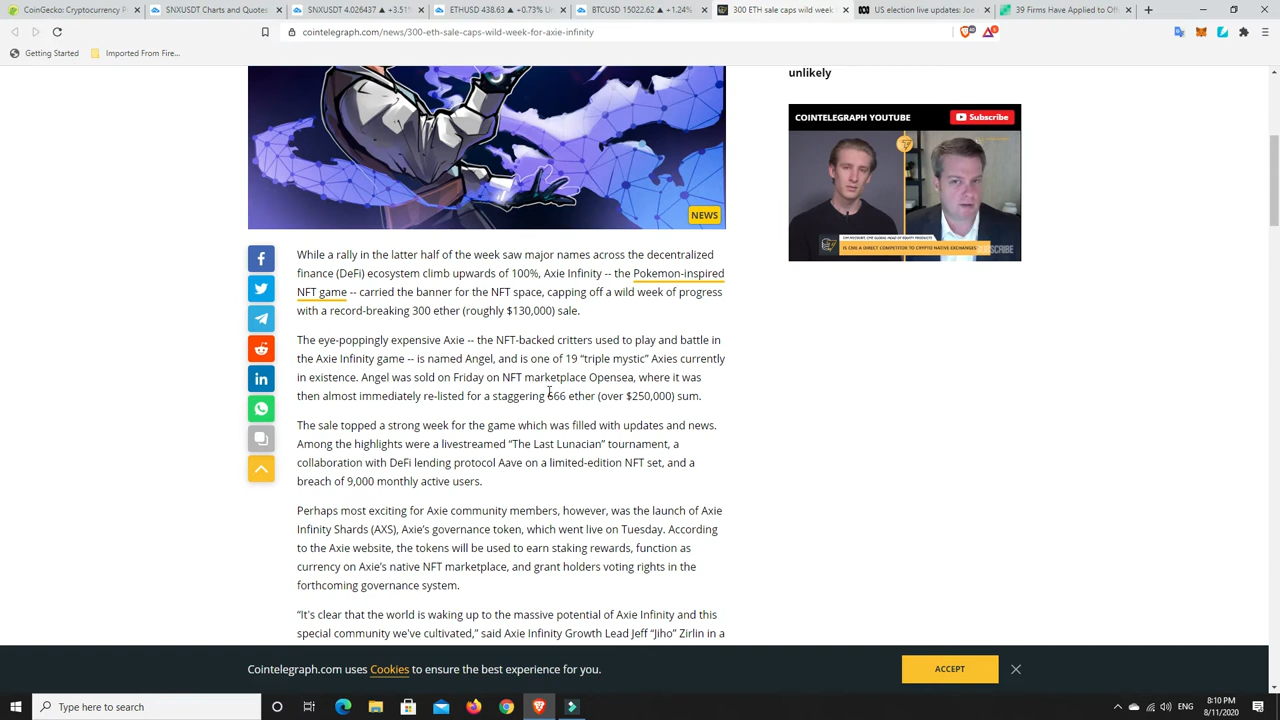 CoinGecko: Cryptocurrency P
SNXUSDT Charts and Quotes
SNXUSDT 4.026437 ▲ +3.51%
ETHUSD 438.63 ▲ +0.73% Un
BTCUSD 15022.62 ▲ +1.24%
300 ETH sale caps wild week
US election live updates: Joe
39 Firms Have Applied to Of
cointelegraph.com/news/300-eth-sale-caps-wild-week-for-axie-infinity
Getting Started
Imported From Fire...
unlikely
COINTELEGRAPH YOUTUBE
Subscribe
IS CME A DIRECT COMPETITOR TO CRYPTO NATIVE EXCHANGES?
SUBSCRIBE
NEWS
While a rally in the latter half of the week saw major names across the decentralized
finance (DeFi) ecosystem climb upwards of 100%, Axie Infinity -- the Pokemon-inspired
NFT game -- carried the banner for the NFT space, capping off a wild week of progress
with a record-breaking 300 ether (roughly $130,000) sale.
The eye-poppingly expensive Axie -- the NFT-backed critters used to play and battle in
the Axie Infinity game -- is named Angel, and is one of 19 “triple mystic” Axies currently
in existence. Angel was sold on Friday on NFT marketplace Opensea, where it was
then almost immediately re-listed for a staggering 666 ether (over $250,000) sum.
The sale topped a strong week for the game which was filled with updates and news.
Among the highlights were a livestreamed “The Last Lunacian” tournament, a
collaboration with DeFi lending protocol Aave on a limited-edition NFT set, and a
breach of 9,000 monthly active users.
Perhaps most exciting for Axie community members, however, was the launch of Axie
Infinity Shards (AXS), Axie’s governance token, which went live on Tuesday. According
to the Axie website, the tokens will be used to earn staking rewards, function as
currency on Axie’s native NFT marketplace, and grant holders voting rights in the
forthcoming governance system.
“It's clear that the world is waking up to the massive potential of Axie Infinity and this
special community we've cultivated,” said Axie Infinity Growth Lead Jeff “Jiho” Zirlin in a
Cointelegraph.com uses Cookies to ensure the best experience for you.
ACCEPT
Type here to search
ENG
8:10 PM
8/11/2020